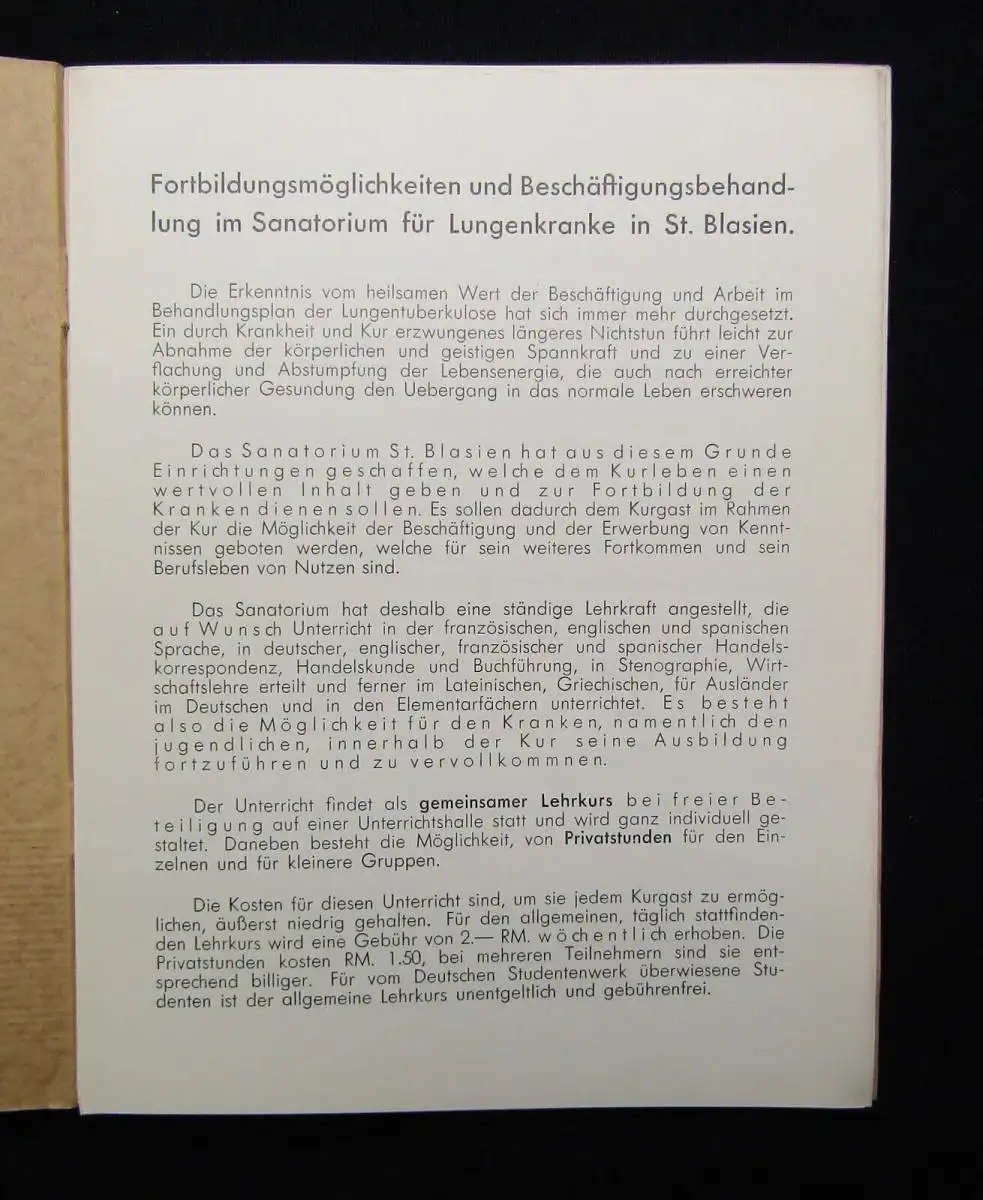 Fortbildungsmöglichkeiten und Beschäftigungsbehand-
lung im Sanatorium für Lungenkranke in St. Blasien.
Die Erkenntnis vom heilsamen Wert der Beschäftigung und Arbeit im
Behandlungsplan der Lungentuberkulose hat sich immer mehr durchgesetzt.
Ein durch Krankheit und Kur erzwungenes längeres Nichtstun führt leicht zur
Abnahme der körperlichen und geistigen Spannkraft und zu einer Ver-
flachung und Abstumpfung der Lebensenergie, die auch nach erreichter
körperlicher Gesundung den Uebergang in das normale Leben erschweren
können.
Das Sanatorium St. Blasien hat aus diesem Grunde
Einrichtungen geschaffen, welche dem Kurleben einen
wertvollen Inhalt geben und zur Fortbildung der
Kranken dienen sollen. Es sollen dadurch dem Kurgast im Rahmen
der Kur die Möglichkeit der Beschäftigung und der Erwerbung von Kennt-
nissen geboten werden, welche für sein weiteres Fortkommen und sein
Berufsleben von Nutzen sind.
Das Sanatorium hat deshalb eine ständige Lehrkraft angestellt, die
auf Wunsch Unterricht in der französischen, englischen und spanischen
Sprache, in deutscher, englischer, französischer und spanischer Handels-
korrespondenz, Handelskunde und Buchführung, in Stenographie, Wirt-
schaftslehre erteilt und ferner im Lateinischen, Griechischen, für Ausländer
im Deutschen und in den Elementarfächern unterrichtet. Es besteht
also die Möglichkeit für den Kranken, namentlich den
jugendlichen, innerhalb der Kur seine Ausbildung
fortzuführen und zu vervollkommnen.
Der Unterricht findet als gemeinsamer Lehrkurs bei freier Be-
teiligung auf einer Unterrichtshalle statt und wird ganz individuell ge-
staltet. Daneben besteht die Möglichkeit, von Privatstunden für den Ein-
zelnen und für kleinere Gruppen.
Die Kosten für diesen Unterricht sind, um sie jedem Kurgast zu ermög-
lichen, äußerst niedrig gehalten. Für den allgemeinen, täglich stattfinden-
den Lehrkurs wird eine Gebühr von 2.— RM. wöchentlich erhoben. Die
Privatstunden kosten RM. 1.50, bei mehreren Teilnehmern sind sie ent-
sprechend billiger. Für vom Deutschen Studentenwerk überwiesene Stu-
denten ist der allgemeine Lehrkurs unentgeltlich und gebührenfrei.